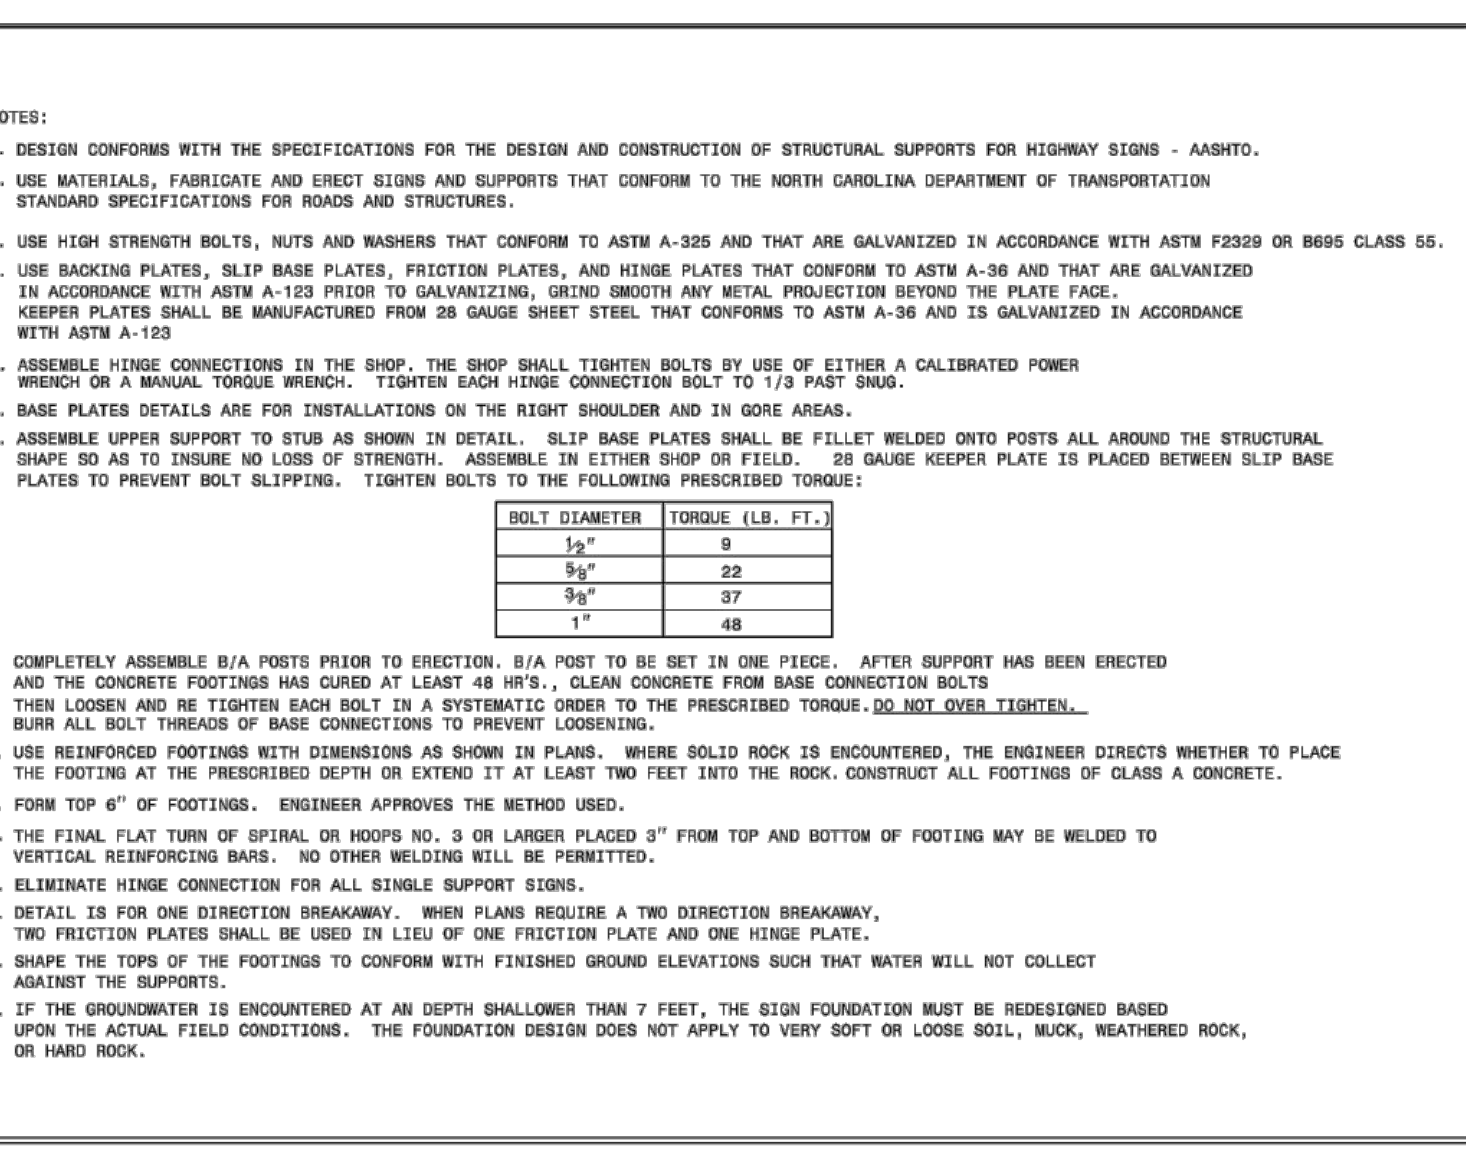 OTES:
. DESIGN CONFORMS WITH THE SPECIFICATIONS FOR THE DESIGN AND CONSTRUCTION OF STRUCTURAL SUPPORTS FOR HIGHWAY SIGNS - AASHTO.
. USE MATERIALS, FABRICATE AND ERECT SIGNS AND SUPPORTS THAT CONFORM TO THE NORTH CAROLINA DEPARTMENT OF TRANSPORTATION
STANDARD SPECIFICATIONS FOR ROADS AND STRUCTURES.
. USE HIGH STRENGTH BOLTS, NUTS AND WASHERS THAT CONFORM TO ASTM A-325 AND THAT ARE GALVANIZED IN ACCORDANCE WITH ASTM F2329 OR B695 CLASS 55.
. USE BACKING PLATES, SLIP BASE PLATES, FRICTION PLATES, AND HINGE PLATES THAT CONFORM TO ASTM A-36 AND THAT ARE GALVANIZED
IN ACCORDANCE WITH ASTM A-123 PRIOR TO GALVANIZING, GRIND SMOOTH ANY METAL PROJECTION BEYOND THE PLATE FACE.
KEEPER PLATES SHALL BE MANUFACTURED FROM 28 GAUGE SHEET STEEL THAT CONFORMS TO ASTM A-36 AND IS GALVANIZED IN ACCORDANCE
WITH ASTM A-123
. ASSEMBLE HINGE CONNECTIONS IN THE SHOP. THE SHOP SHALL TIGHTEN BOLTS BY USE OF EITHER A CALIBRATED POWER
WRENCH OR A MANUAL TORQUE WRENCH. TIGHTEN EACH HINGE CONNECTION BOLT TO 1/3 PAST SNUG.
. BASE PLATES DETAILS ARE FOR INSTALLATIONS ON THE RIGHT SHOULDER AND IN GORE AREAS.
. ASSEMBLE UPPER SUPPORT TO STUB AS SHOWN IN DETAIL. SLIP BASE PLATES SHALL BE FILLET WELDED ONTO POSTS ALL AROUND THE STRUCTURAL
SHAPE SO AS TO INSURE NO LOSS OF STRENGTH. ASSEMBLE IN EITHER SHOP OR FIELD. 28 GAUGE KEEPER PLATE IS PLACED BETWEEN SLIP BASE
PLATES TO PREVENT BOLT SLIPPING. TIGHTEN BOLTS TO THE FOLLOWING PRESCRIBED TORQUE:
BOLT DIAMETER TORQUE (LB. FT.)
1/2" 9
5/8" 22
3/8" 37
1" 48
COMPLETELY ASSEMBLE B/A POSTS PRIOR TO ERECTION. B/A POST TO BE SET IN ONE PIECE. AFTER SUPPORT HAS BEEN ERECTED
AND THE CONCRETE FOOTINGS HAS CURED AT LEAST 48 HR'S., CLEAN CONCRETE FROM BASE CONNECTION BOLTS
THEN LOOSEN AND RE TIGHTEN EACH BOLT IN A SYSTEMATIC ORDER TO THE PRESCRIBED TORQUE. DO NOT OVER TIGHTEN.
BURR ALL BOLT THREADS OF BASE CONNECTIONS TO PREVENT LOOSENING.
. USE REINFORCED FOOTINGS WITH DIMENSIONS AS SHOWN IN PLANS. WHERE SOLID ROCK IS ENCOUNTERED, THE ENGINEER DIRECTS WHETHER TO PLACE
THE FOOTING AT THE PRESCRIBED DEPTH OR EXTEND IT AT LEAST TWO FEET INTO THE ROCK. CONSTRUCT ALL FOOTINGS OF CLASS A CONCRETE.
. FORM TOP 6" OF FOOTINGS. ENGINEER APPROVES THE METHOD USED.
. THE FINAL FLAT TURN OF SPIRAL OR HOOPS NO. 3 OR LARGER PLACED 3" FROM TOP AND BOTTOM OF FOOTING MAY BE WELDED TO
VERTICAL REINFORCING BARS. NO OTHER WELDING WILL BE PERMITTED.
. ELIMINATE HINGE CONNECTION FOR ALL SINGLE SUPPORT SIGNS.
. DETAIL IS FOR ONE DIRECTION BREAKAWAY. WHEN PLANS REQUIRE A TWO DIRECTION BREAKAWAY,
TWO FRICTION PLATES SHALL BE USED IN LIEU OF ONE FRICTION PLATE AND ONE HINGE PLATE.
. SHAPE THE TOPS OF THE FOOTINGS TO CONFORM WITH FINISHED GROUND ELEVATIONS SUCH THAT WATER WILL NOT COLLECT
AGAINST THE SUPPORTS.
. IF THE GROUNDWATER IS ENCOUNTERED AT AN DEPTH SHALLOWER THAN 7 FEET, THE SIGN FOUNDATION MUST BE REDESIGNED BASED
UPON THE ACTUAL FIELD CONDITIONS. THE FOUNDATION DESIGN DOES NOT APPLY TO VERY SOFT OR LOOSE SOIL, MUCK, WEATHERED ROCK,
OR HARD ROCK.